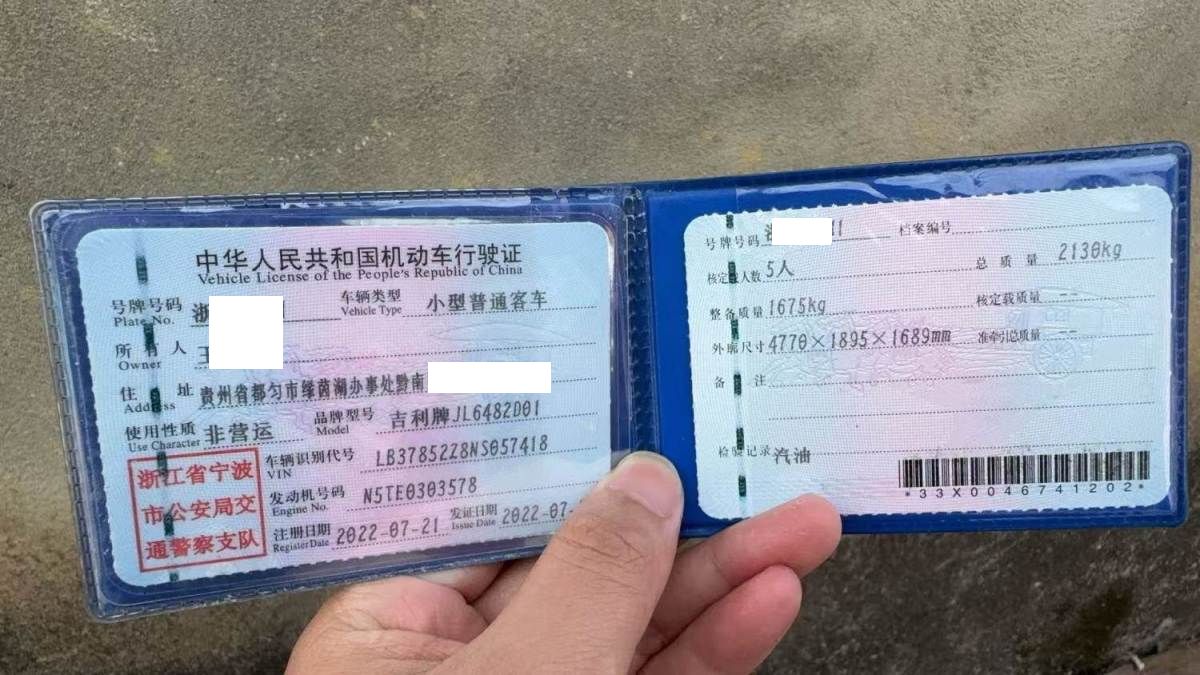 中华人民共和国机动车行驶证
Vehicle License of the People's Republic of China
号牌号码 浙 车辆类型 小型普通客车
Plate No. Vehicle Type
所有人 王
Owner
住址 贵州省都匀市绿茵湖办事处黔南
Address
使用性质 非营运 品牌型号 吉利牌JL6482D01
Use Character Model
浙江省宁波
市公安局交
通警察支队
车辆识别代号 LB37852Z8NS057418
VIN
发动机号码 N5TE0303578
Engine No.
注册日期 2022-07-21 发证日期 2022-07-
Register Date Issue Date
号牌号码 档案编号
核定人数 5人 总质量 2130kg
整备质量 1675kg 核定载质量 --
外廓尺寸 4770×1895×1689mm 准牵引总质量 --
备注
检验记录 汽油
*33X0046741202*